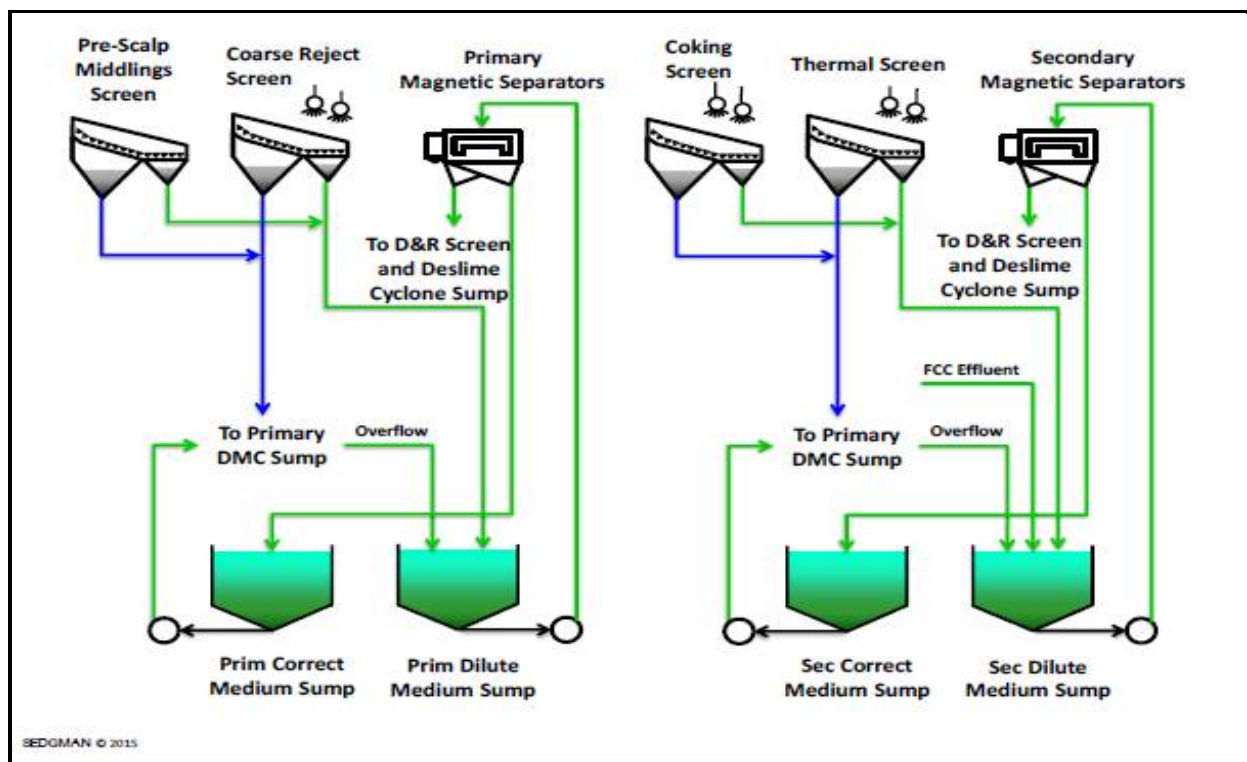 Pre-Scalp
Middlings
Screen
Coarse Reject
Screen
Primary
Magnetic Separators
To D&R Screen
and Deslime
Cyclone Sump
To Primary
DMC Sump
Overflow
Prim Correct
Medium Sump
Prim Dilute
Medium Sump
Coking
Screen
Thermal Screen
Secondary
Magnetic Separators
To D&R Screen
and Deslime
Cyclone Sump
FCC Effluent
To Primary
DMC Sump
Overflow
Sec Correct
Medium Sump
Sec Dilute
Medium Sump
SEDGMAN © 2015